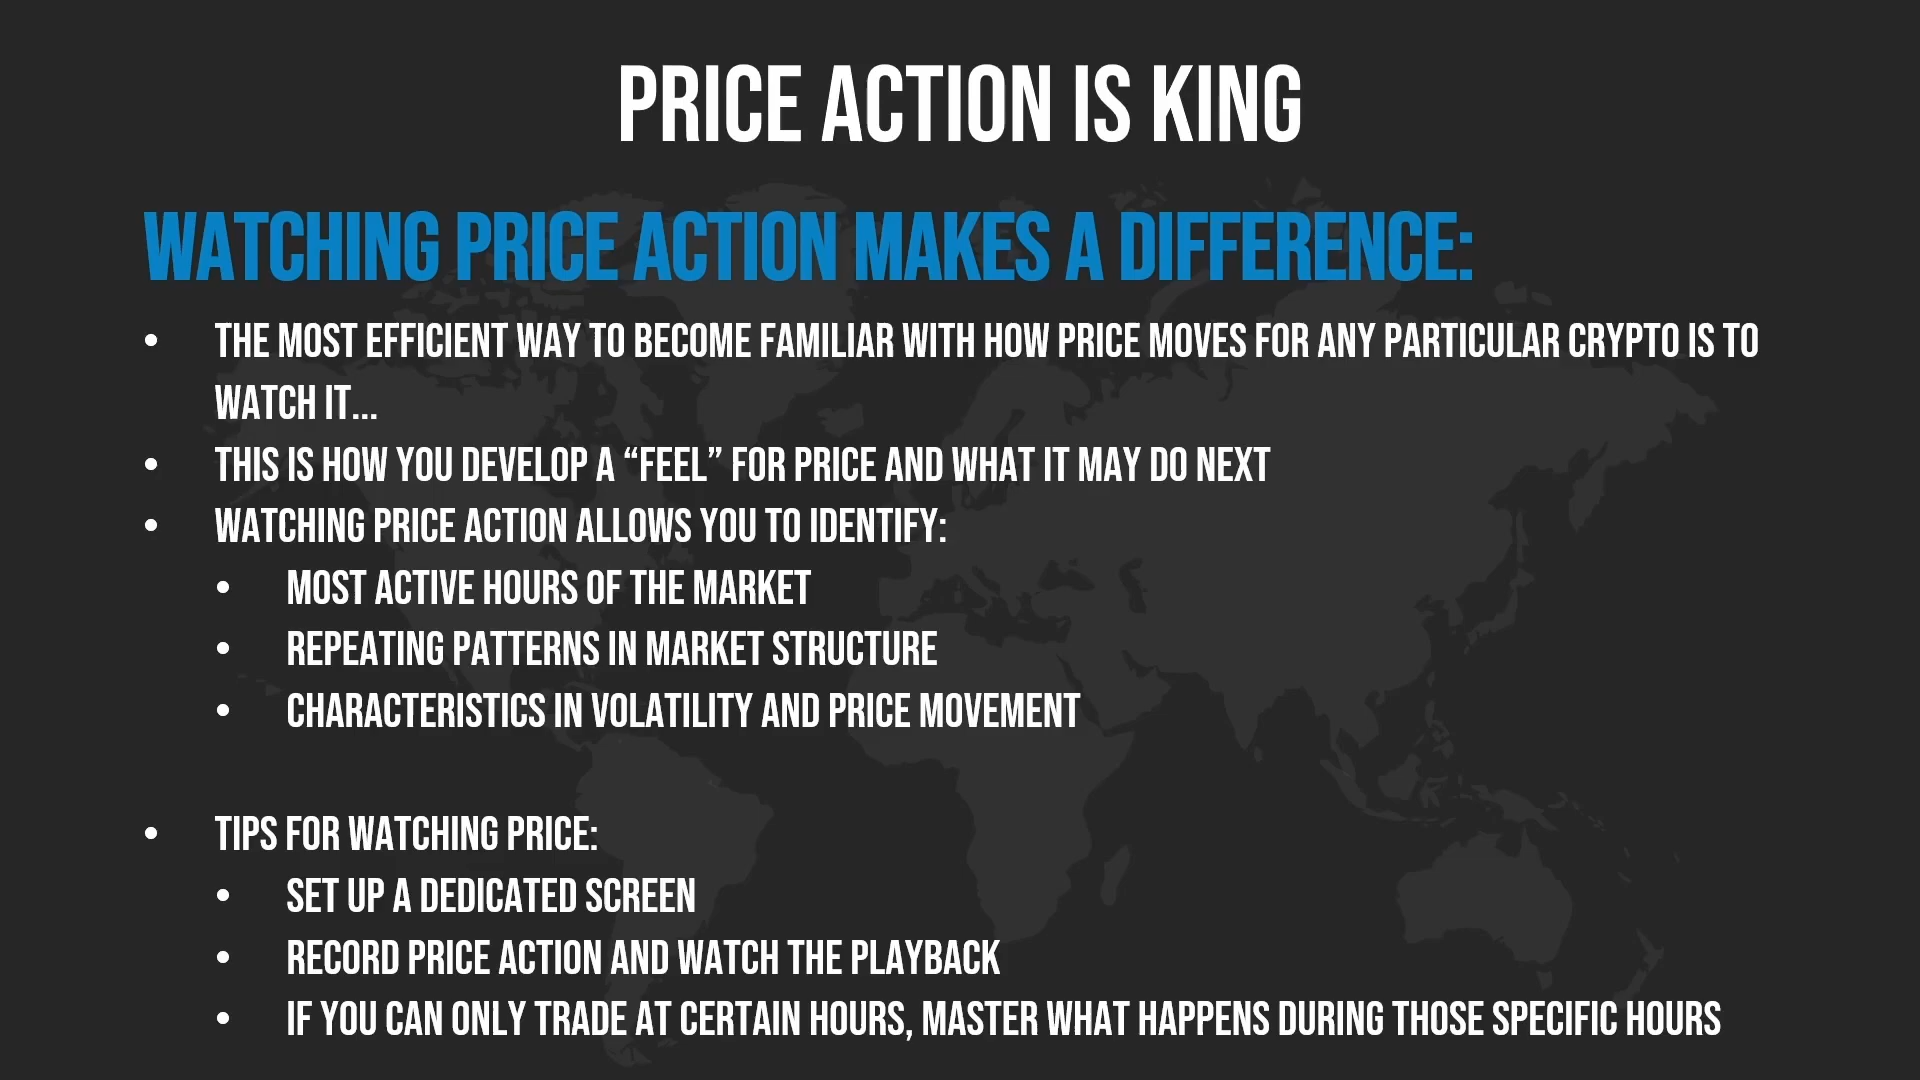 PRICE ACTION IS KING
WATCHING PRICE ACTION MAKES A DIFFERENCE:
• THE MOST EFFICIENT WAY TO BECOME FAMILIAR WITH HOW PRICE MOVES FOR ANY PARTICULAR CRYPTO IS TO
WATCH IT...
• THIS IS HOW YOU DEVELOP A “FEEL” FOR PRICE AND WHAT IT MAY DO NEXT
• WATCHING PRICE ACTION ALLOWS YOU TO IDENTIFY:
• MOST ACTIVE HOURS OF THE MARKET
• REPEATING PATTERNS IN MARKET STRUCTURE
• CHARACTERISTICS IN VOLATILITY AND PRICE MOVEMENT
• TIPS FOR WATCHING PRICE:
• SET UP A DEDICATED SCREEN
• RECORD PRICE ACTION AND WATCH THE PLAYBACK
• IF YOU CAN ONLY TRADE AT CERTAIN HOURS, MASTER WHAT HAPPENS DURING THOSE SPECIFIC HOURS